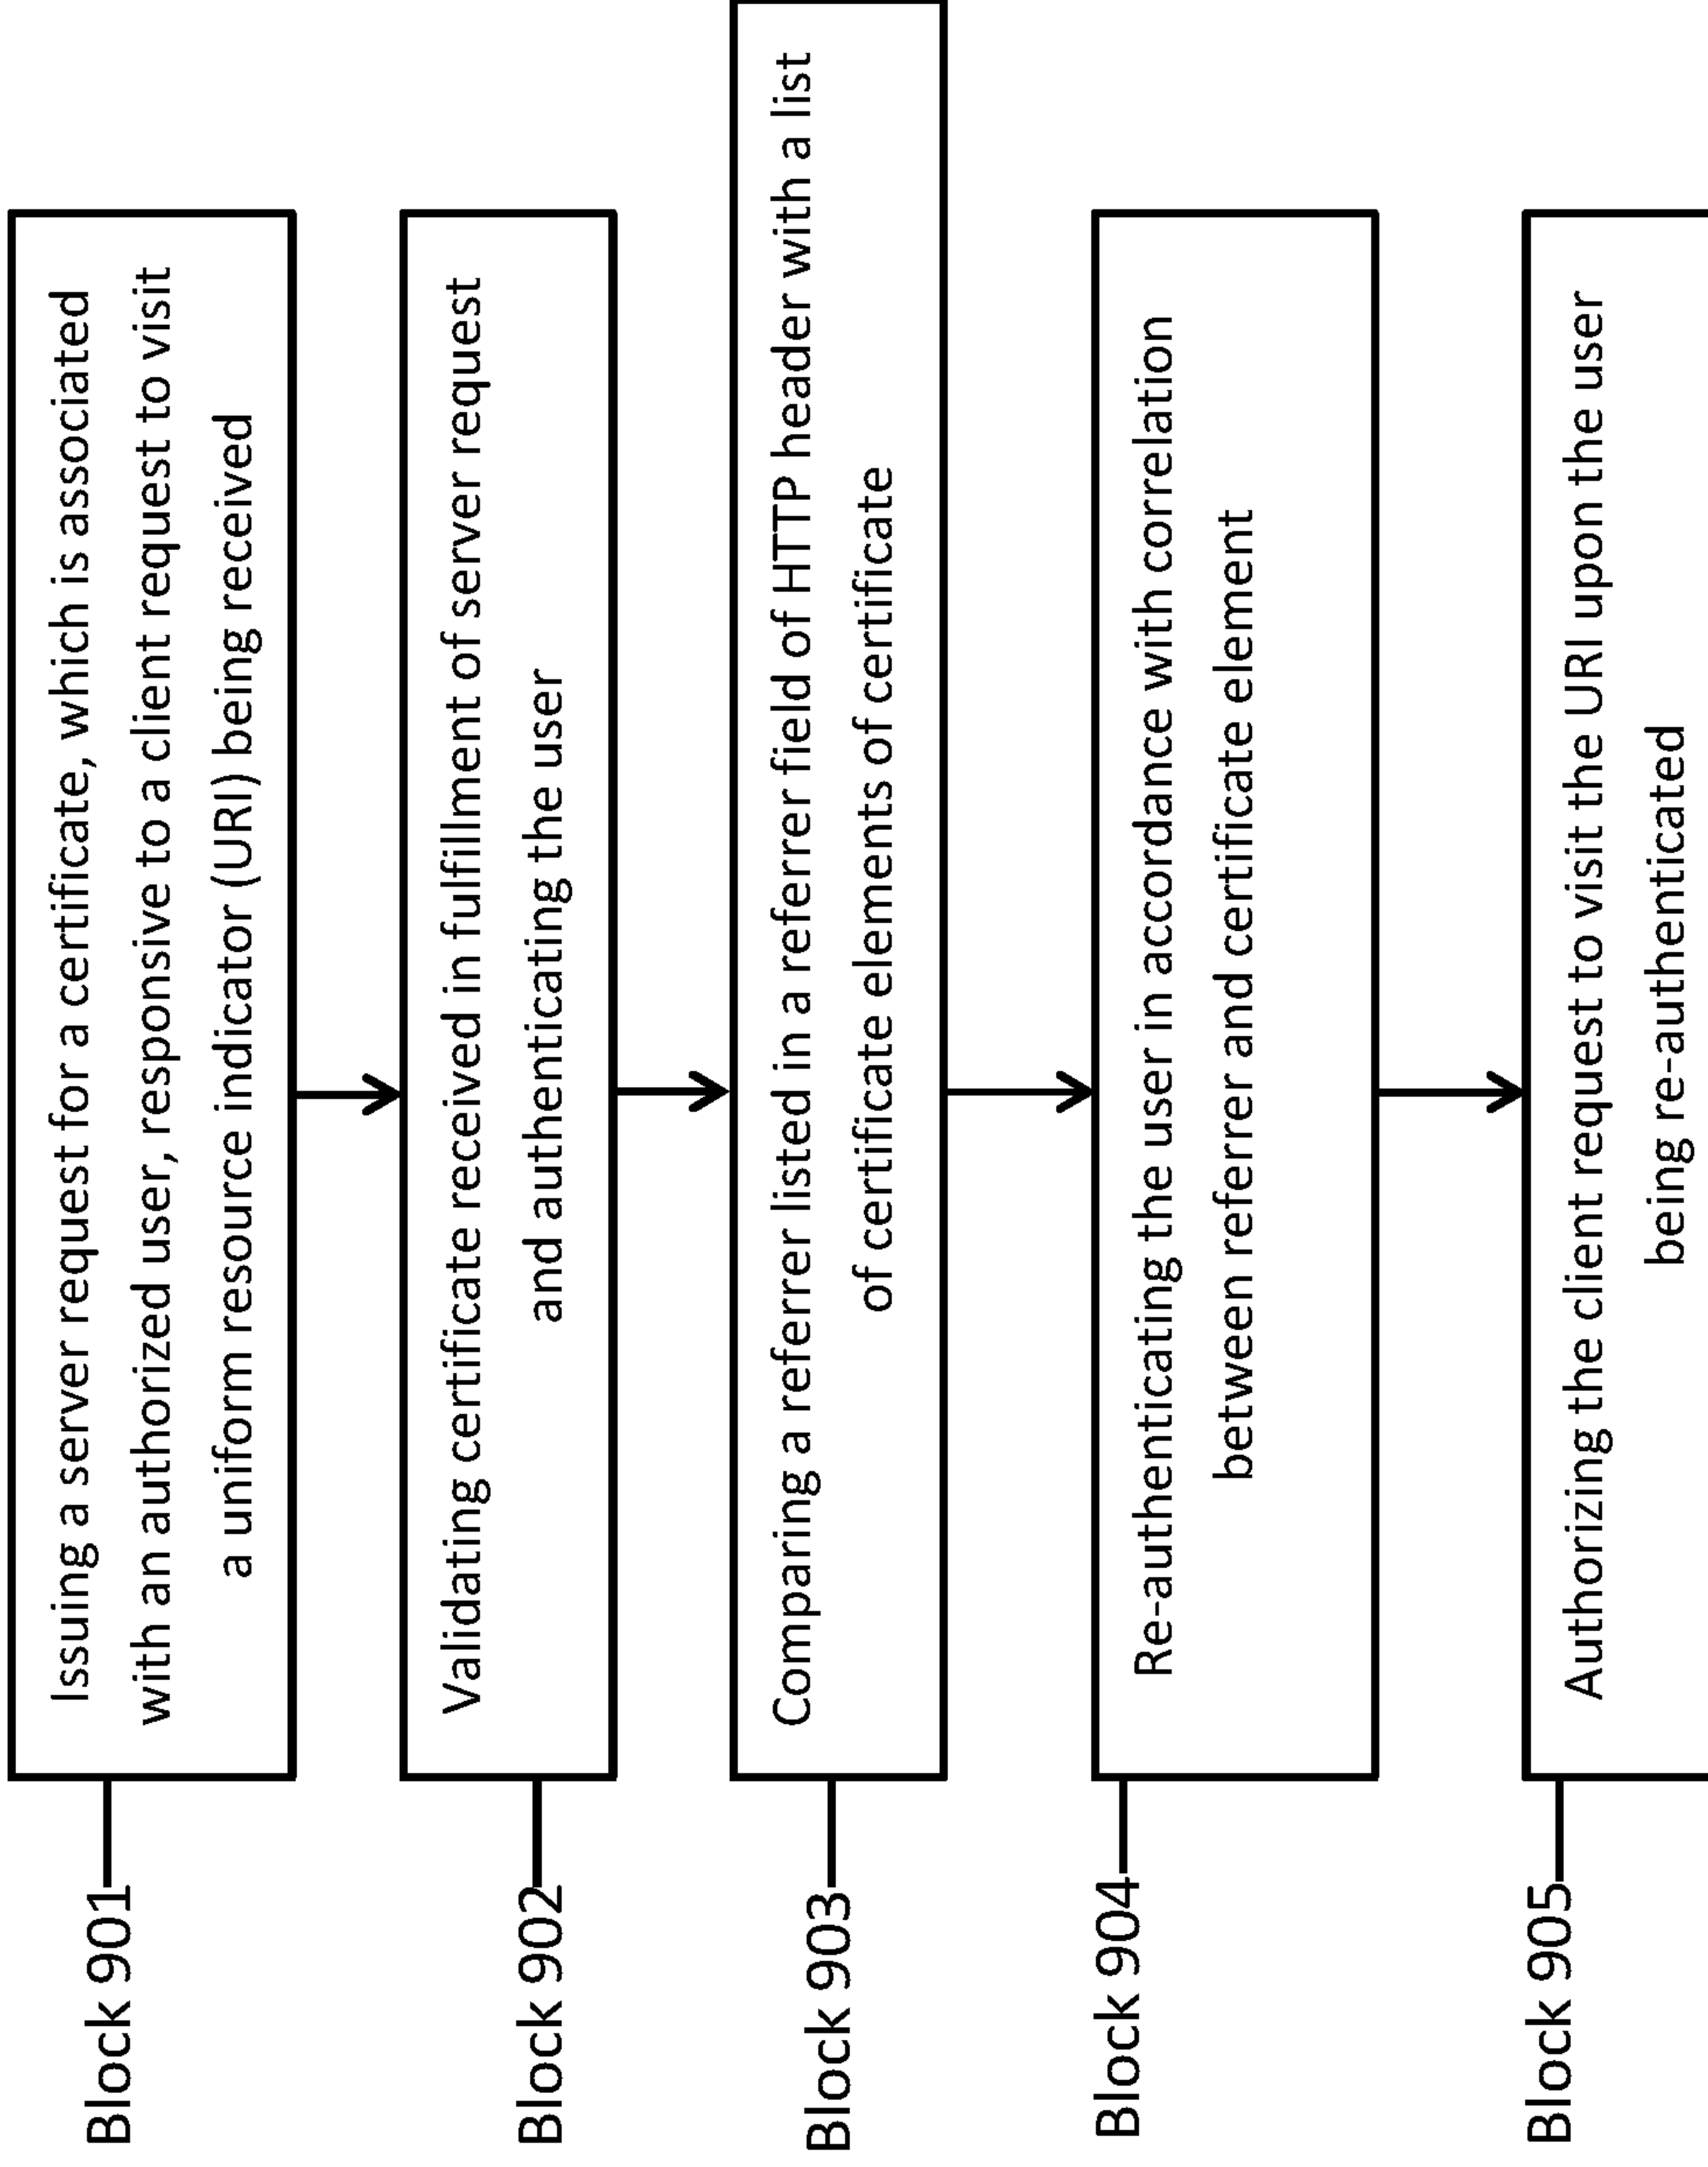 Block 901
Issuing a server request for a certificate, which is associated
with an authorized user, responsive to a client request to visit
a uniform resource indicator (URI) being received
Block 902
Validating certificate received in fulfillment of server request
and authenticating the user
Block 903
Comparing a referrer listed in a referrer field of HTTP header with a list
of certificate elements of certificate
Block 904
Re-authenticating the user in accordance with correlation
between referrer and certificate element
Block 905
Authorizing the client request to visit the URI upon the user
being re-authenticated